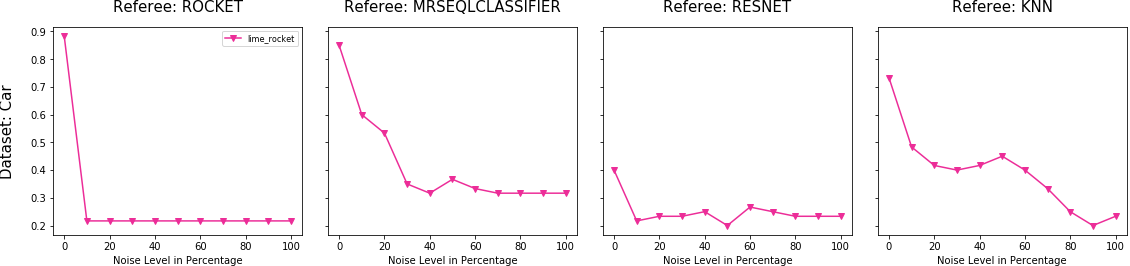 Referee: ROCKET
Referee: MRSEQLCLASSIFIER
Referee: RESNET
Referee: KNN
Dataset: Car
0.9
0.8
0.7
0.6
0.5
0.4
0.3
0.2
lime_rocket
0 20 40 60 80 100
0 20 40 60 80 100
0 20 40 60 80 100
0 20 40 60 80 100
Noise Level in Percentage
Noise Level in Percentage
Noise Level in Percentage
Noise Level in Percentage